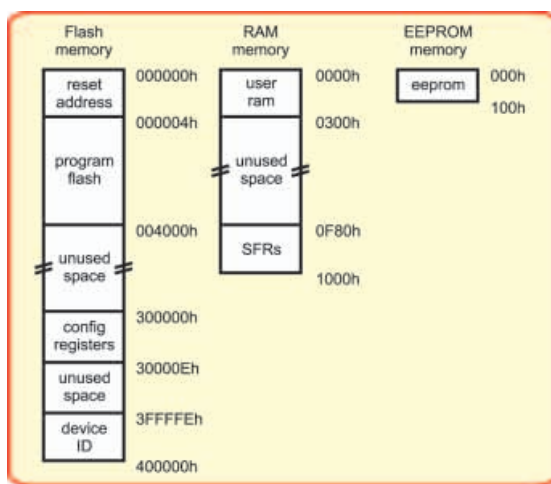 Flash
memory
reset
address
program
flash
unused
space
config
registers
unused
space
device
ID
000000h
000004h
004000h
300000h
30000Eh
3FFFFEh
400000h
RAM
memory
user
ram
unused
space
SFRs
0000h
0300h
0F80h
1000h
EEPROM
memory
eeprom
000h
100h